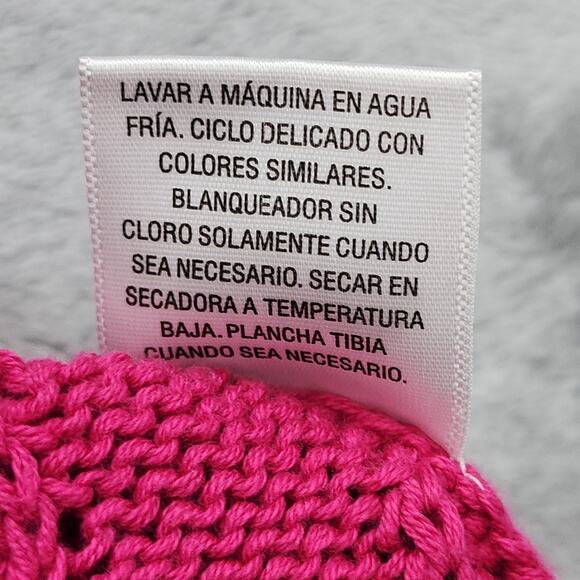 LAVAR A MÁQUINA EN AGUA
FRÍA. CICLO DELICADO CON
COLORES SIMILARES.
BLANQUEADOR SIN
CLORO SOLAMENTE CUANDO
SEA NECESARIO. SECAR EN
SECADORA A TEMPERATURA
BAJA. PLANCHA TIBIA
CUANDO SEA NECESARIO.